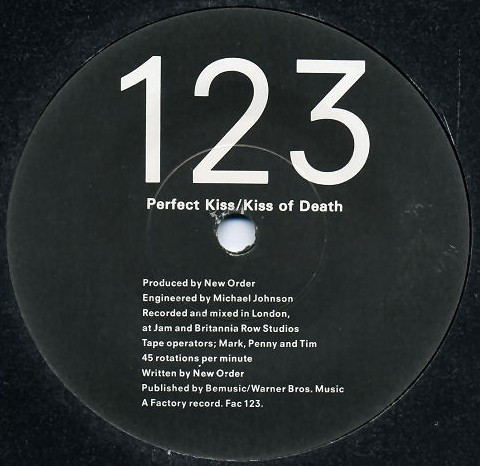 123
Perfect Kiss/Kiss of Death
Produced by New Order
Engineered by Michael Johnson
Recorded and mixed in London,
at Jam and Britannia Row Studios
Tape operators; Mark, Penny and Tim
45 rotations per minute
Written by New Order
Published by Bemusic/Warner Bros. Music
A Factory record. Fac 123.